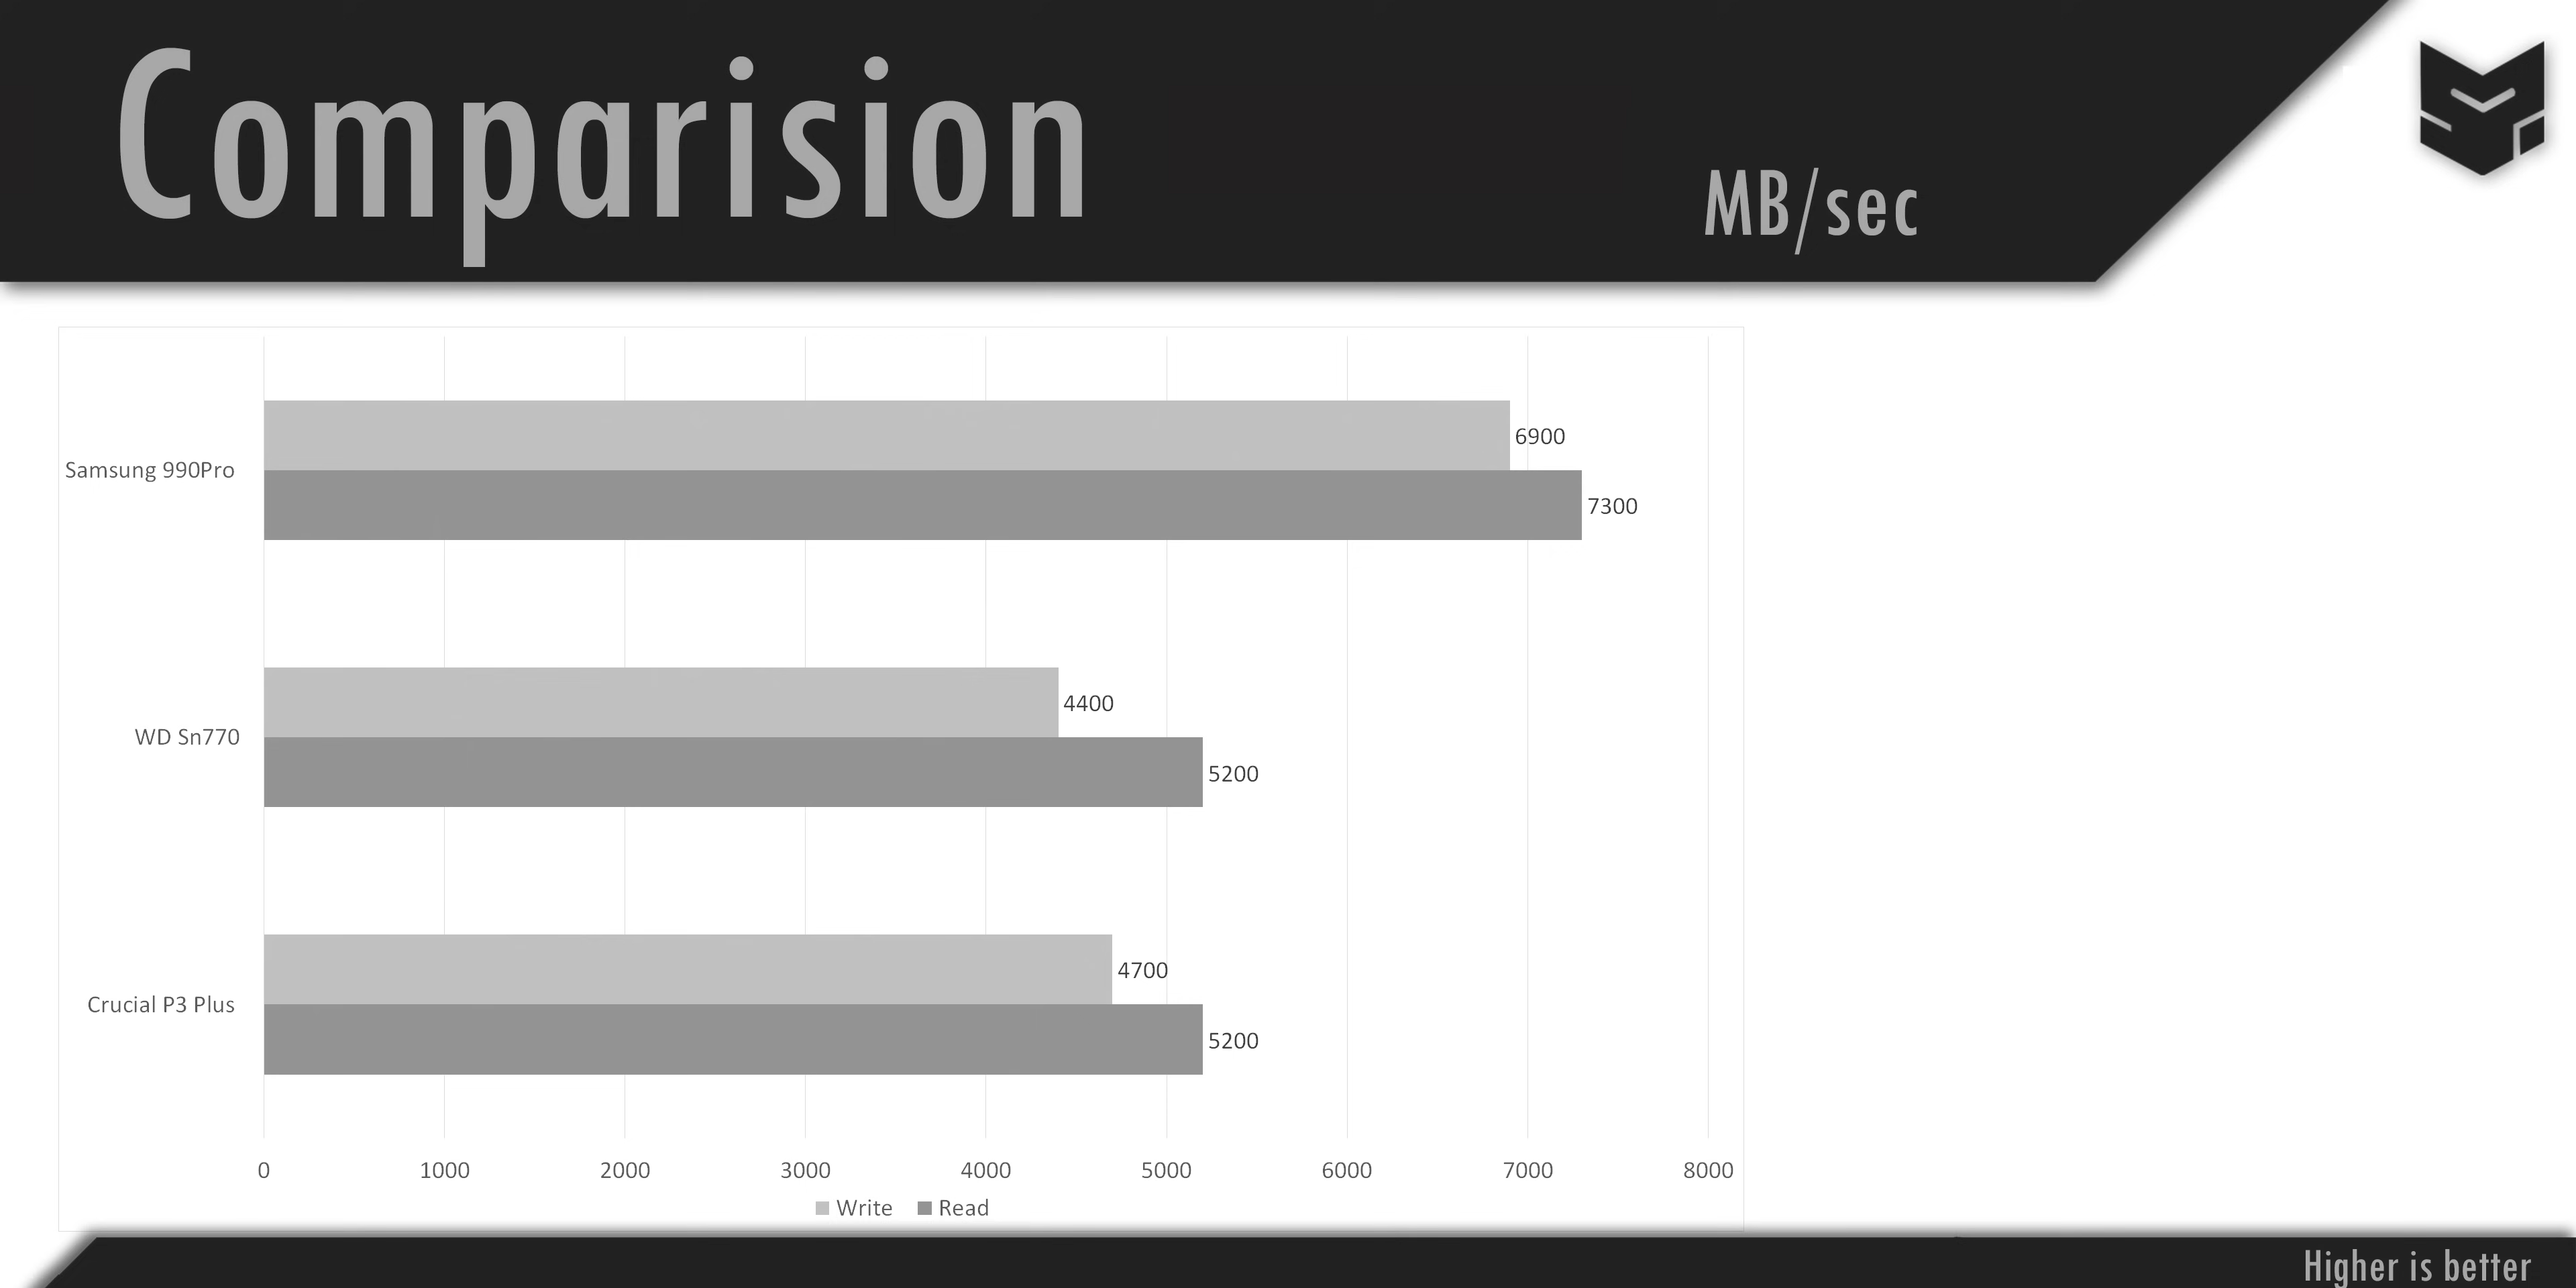 Comparision
MB/sec
Samsung 990Pro
6900
7300
WD Sn770
4400
5200
Crucial P3 Plus
4700
5200
0 1000 2000 3000 4000 5000 6000 7000 8000
Write Read
Higher is better